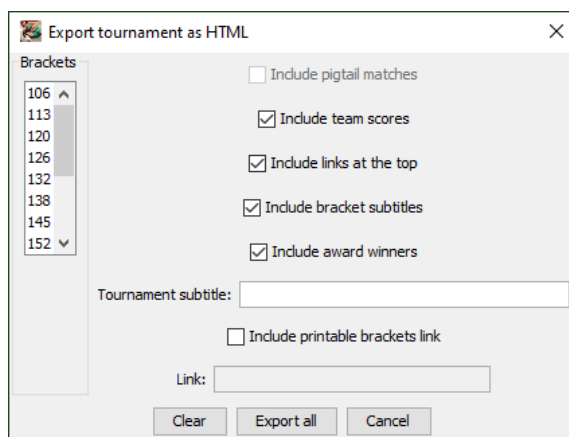 Export tournament as HTML
Brackets
106
113
120
126
132
138
145
152
Include pigtail matches
Include team scores
Include links at the top
Include bracket subtitles
Include award winners
Tournament subtitle:
Include printable brackets link
Link:
Clear Export all Cancel